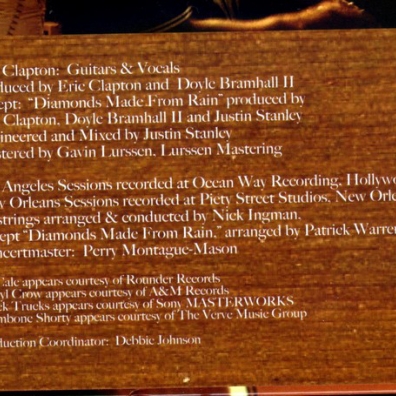 Clapton: Guitars & Vocals
duced by Eric Clapton and Doyle Bramhall II
ept: "Diamonds Made From Rain" produced by
Clapton, Doyle Bramhall II and Justin Stanley
ineered and Mixed by Justin Stanley
stered by Gavin Lurssen, Lurssen Mastering
Angeles Sessions recorded at Ocean Way Recording, Hollywo
v Orleans Sessions recorded at Piety Street Studios, New Orle
strings arranged & conducted by Nick Ingman,
cept "Diamonds Made From Rain," arranged by Patrick Warre
ncertmaster: Perry Montague-Mason
Cale appears courtesy of Rounder Records
yl Crow appears courtesy of A&M Records
ek Trucks appears courtesy of Sony MASTERWORKS
mbone Shorty appears courtesy of The Verve Music Group
duction Coordinator: Debbie Johnson